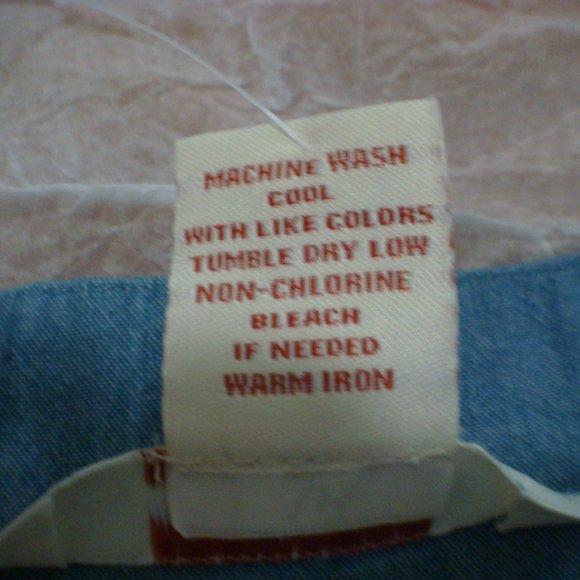 MACHINE WASH
COOL
WITH LIKE COLORS
TUMBLE DRY LOW
NON-CHLORINE
BLEACH
IF NEEDED
WARM IRON